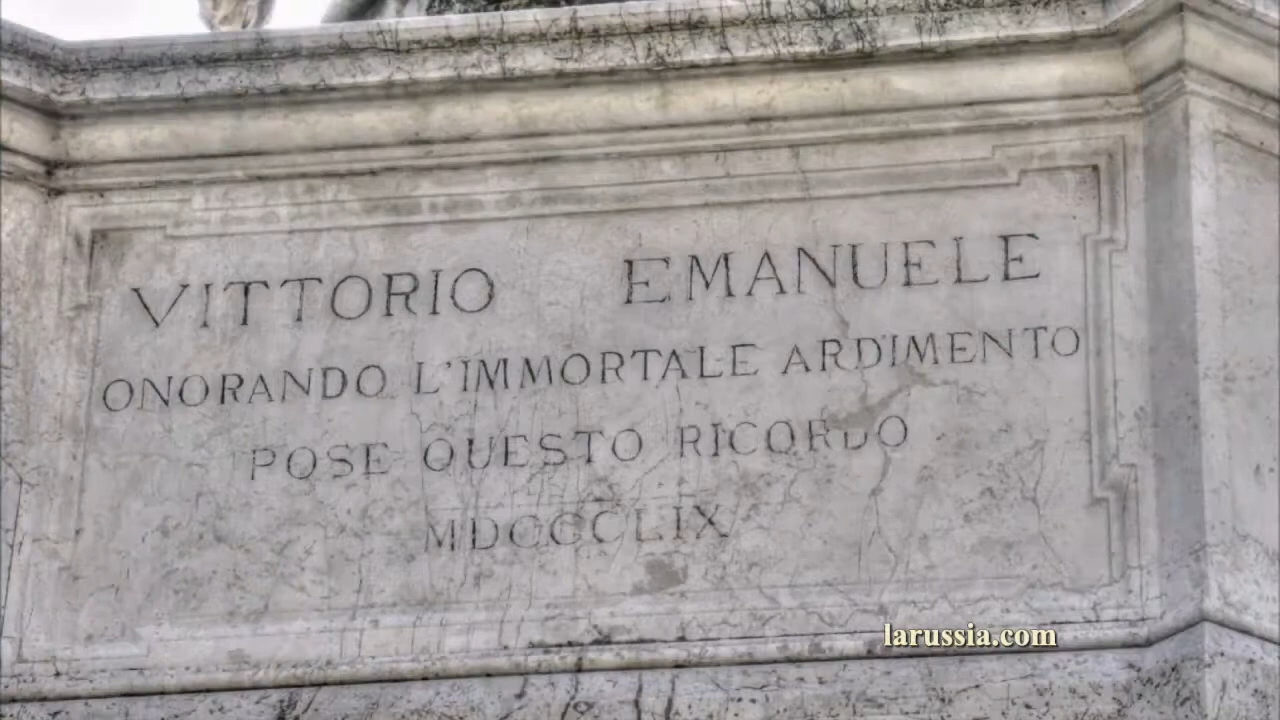 VITTORIO EMANUELE
ONORANDO L'IMMORTALE ARDIMENTO
POSE QUESTO RICORDO
MDCCCLIX
larussia.com